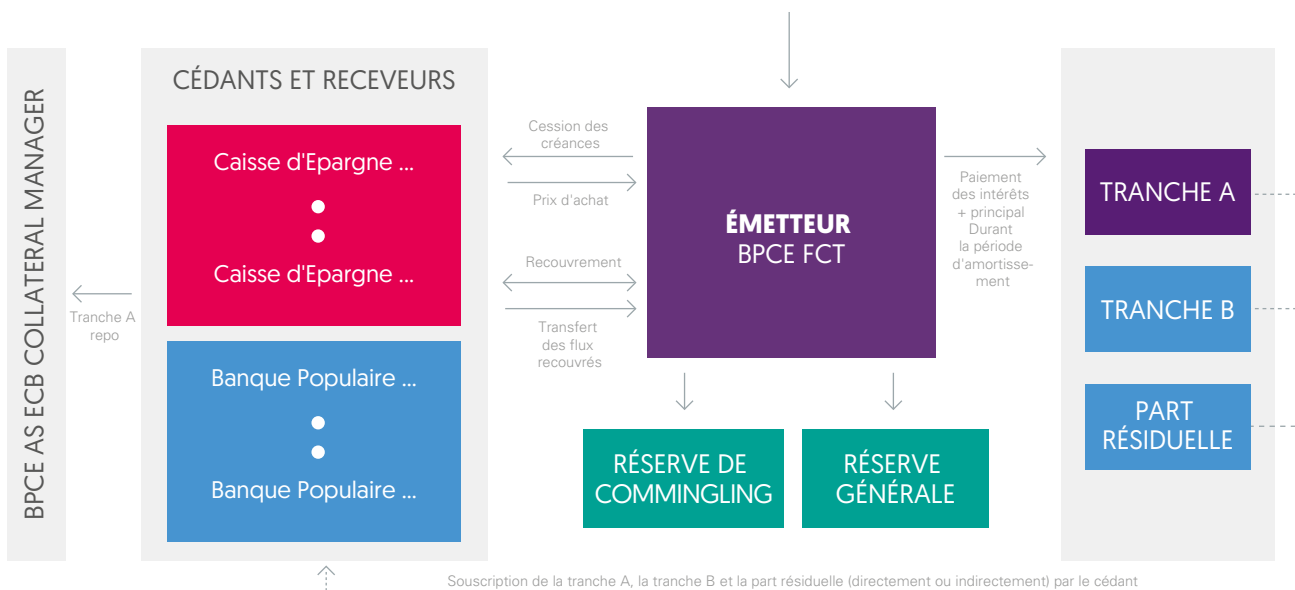 BPCE AS ECB COLLATERAL MANAGER
Tranche A
repo
CÉDANTS ET RECEVEURS
Caisse d'Epargne ...
Caisse d'Epargne ...
Banque Populaire ...
Banque Populaire ...
Cession des
créances
Prix d'achat
Recouvrement
Transfert
des flux
recouvrés
ÉMETTEUR
BPCE FCT
RÉSERVE DE
COMMINGLING
RÉSERVE
GÉNÉRALE
Paiement
des intérêts
+ principal
Durant
la période
d'amortisse-
ment
TRANCHE A
TRANCHE B
PART
RÉSIDUELLE
Souscription de la tranche A, la tranche B et la part résiduelle (directement ou indirectement) par le cédant